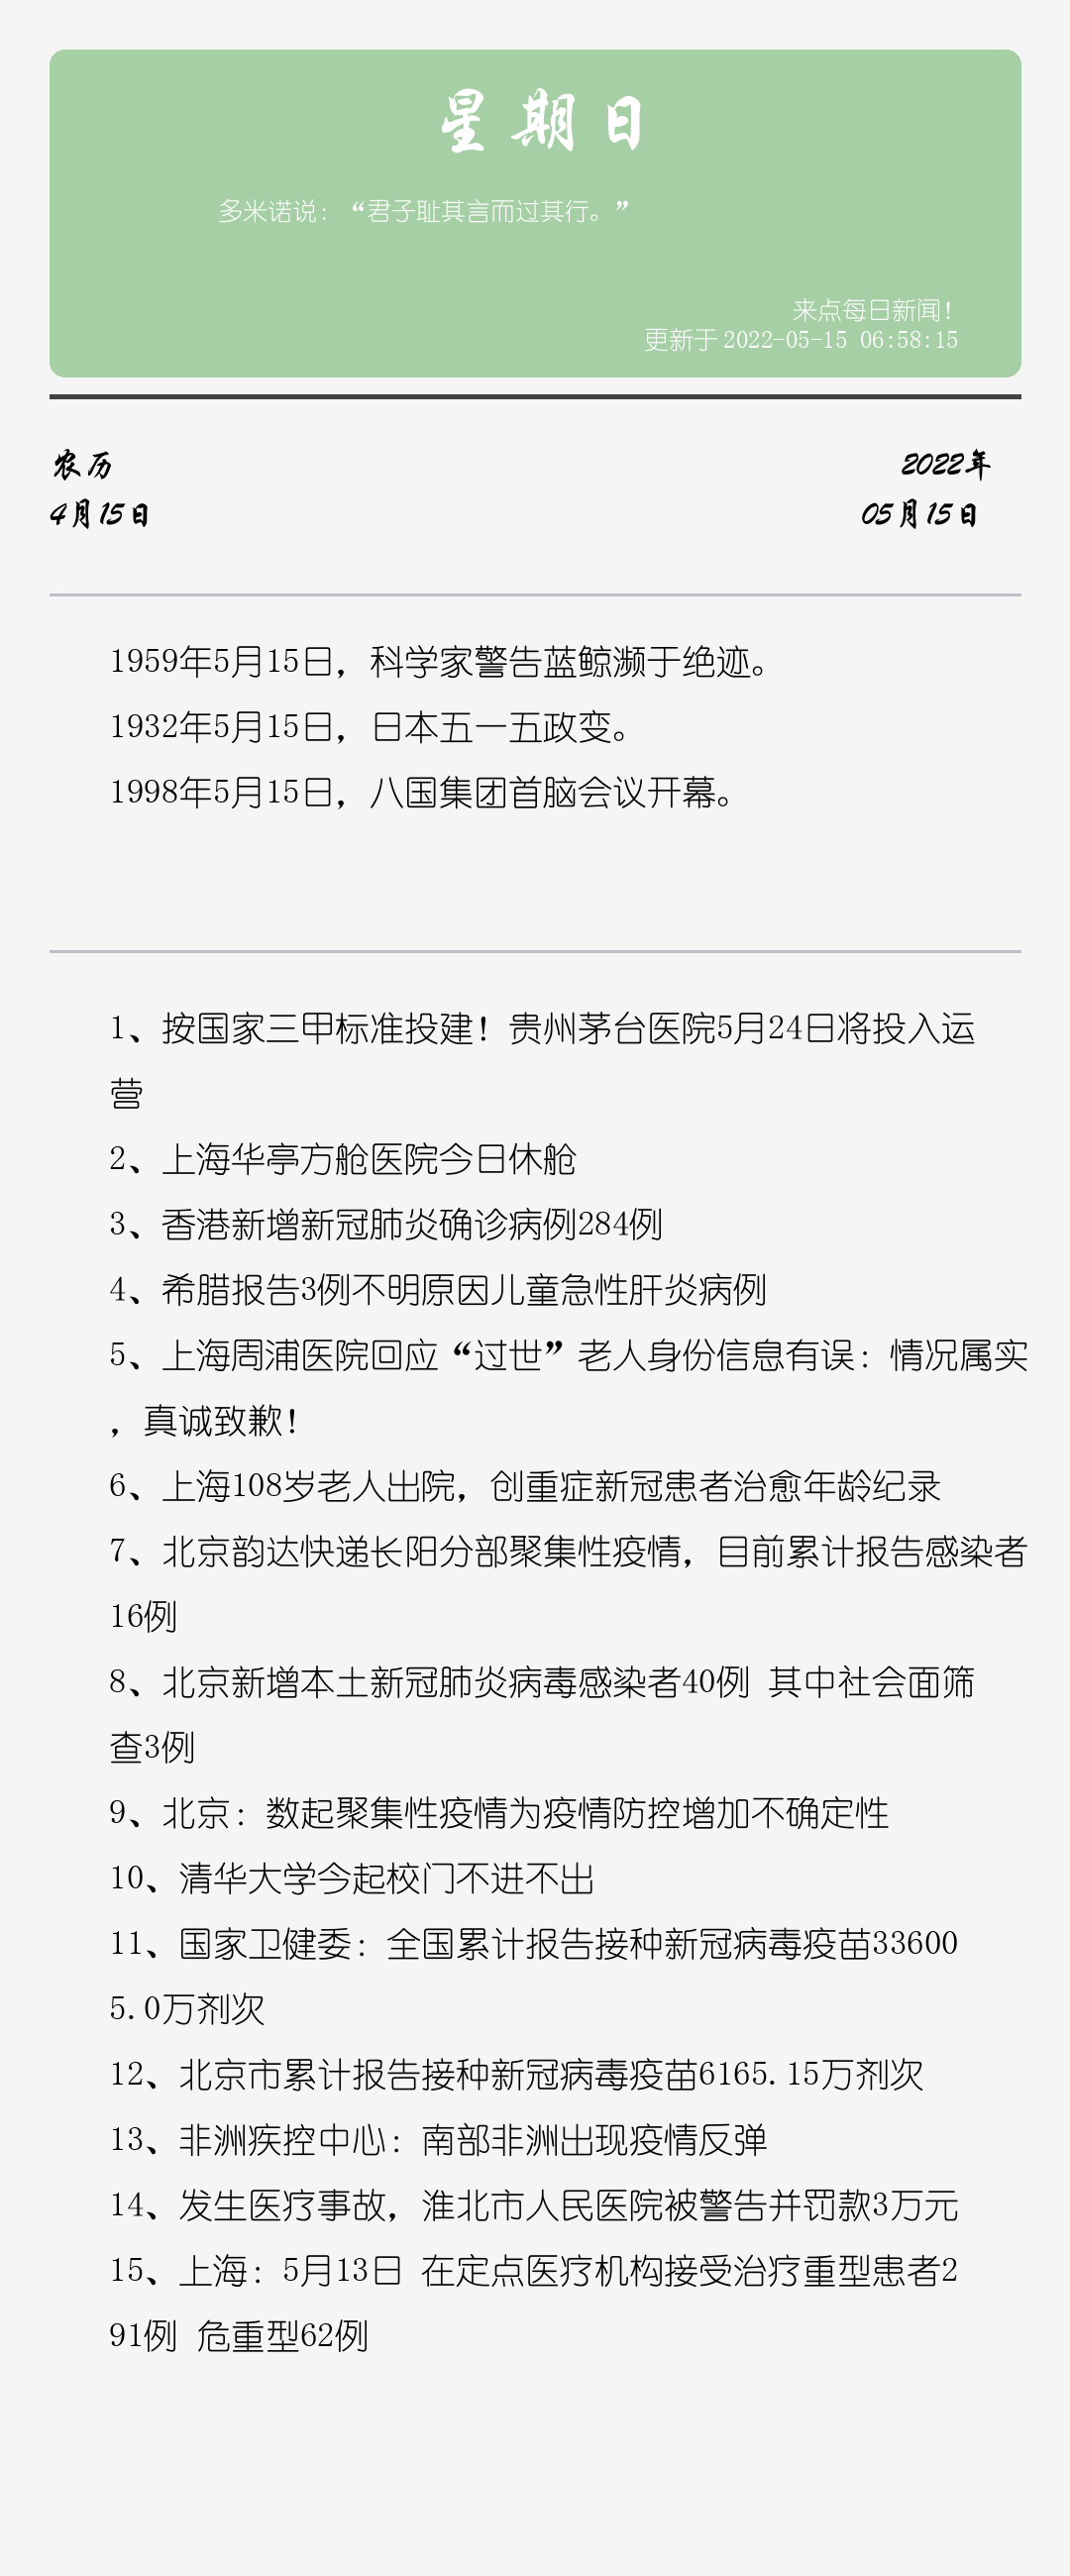 星期日
多米诺说：“君子耻其言而过其行。”
来点每日新闻！
更新于 2022-05-15 06:58:15
农历
2022年
4月15日
05月15日
1959年5月15日，科学家警告蓝鲸濒于绝迹。
1932年5月15日，日本五一五政变。
1998年5月15日，八国集团首脑会议开幕。
1、按国家三甲标准投建！贵州茅台医院5月24日将投入运
营
2、上海华亭方舱医院今日休舱
3、香港新增新冠肺炎确诊病例284例
4、希腊报告3例不明原因儿童急性肝炎病例
5、上海周浦医院回应“过世”老人身份信息有误：情况属实
，真诚致歉！
6、上海108岁老人出院，创重症新冠患者治愈年龄纪录
7、北京韵达快递长阳分部聚集性疫情，目前累计报告感染者
16例
8、北京新增本土新冠肺炎病毒感染者40例 其中社会面筛
查3例
9、北京：数起聚集性疫情为疫情防控增加不确定性
10、清华大学今起校门不进不出
11、国家卫健委：全国累计报告接种新冠病毒疫苗33600
5.0万剂次
12、北京市累计报告接种新冠病毒疫苗6165.15万剂次
13、非洲疾控中心：南部非洲出现疫情反弹
14、发生医疗事故，淮北市人民医院被警告并罚款3万元
15、上海：5月13日 在定点医疗机构接受治疗重型患者2
91例 危重型62例